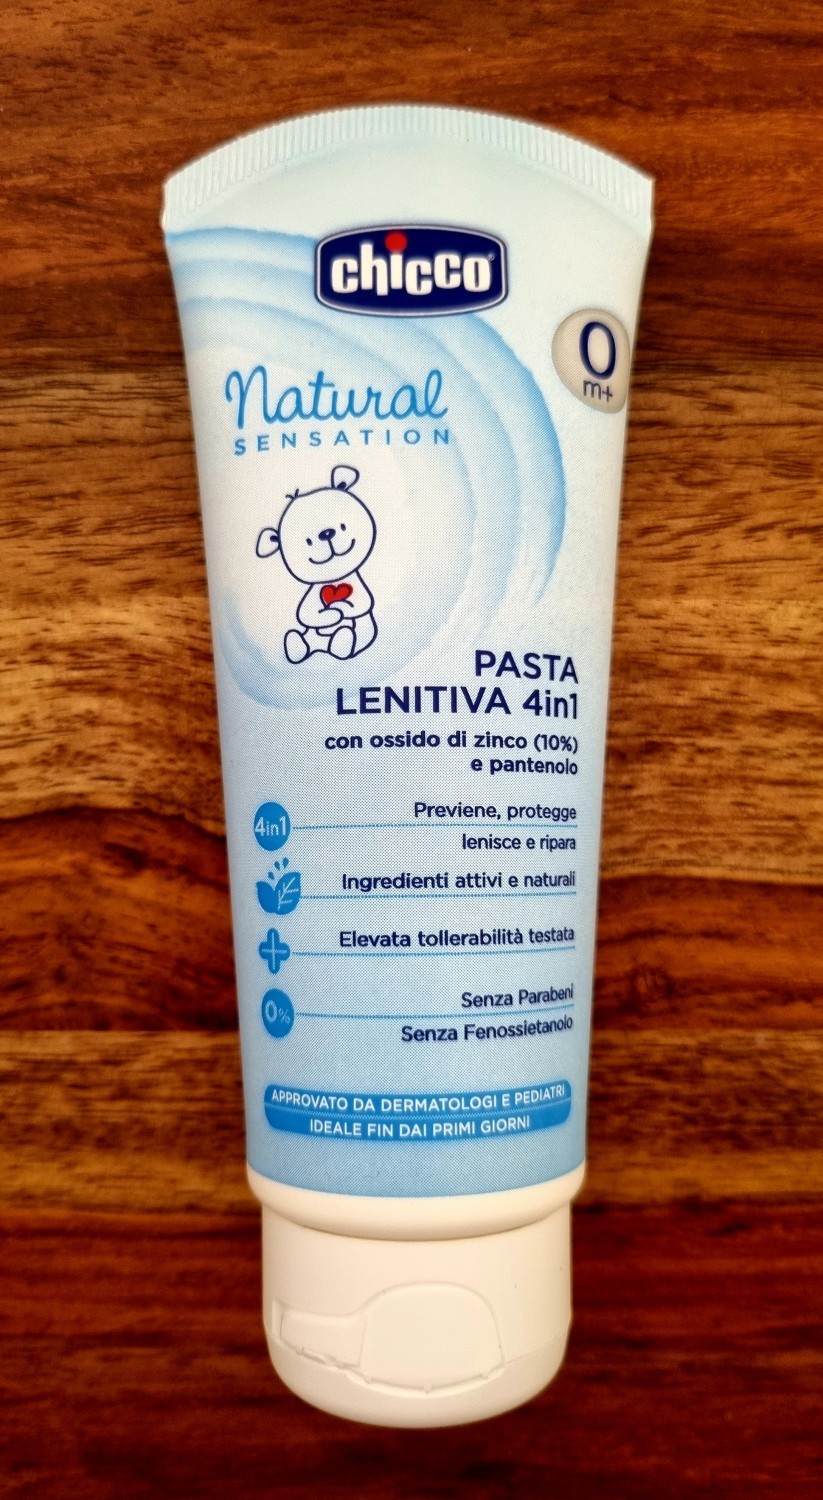 chicco
0
m+
Natural
SENSATION
PASTA
LENITIVA 4in1
con ossido di zinco (10%)
e pantenolo
4in1
Previene, protegge
lenisce e ripara
Ingredienti attivi e naturali
Elevata tollerabilità testata
0%
Senza Parabeni
Senza Fenossietanolo
APPROVATO DA DERMATOLOGI E PEDIATRI
IDEALE FIN DAI PRIMI GIORNI